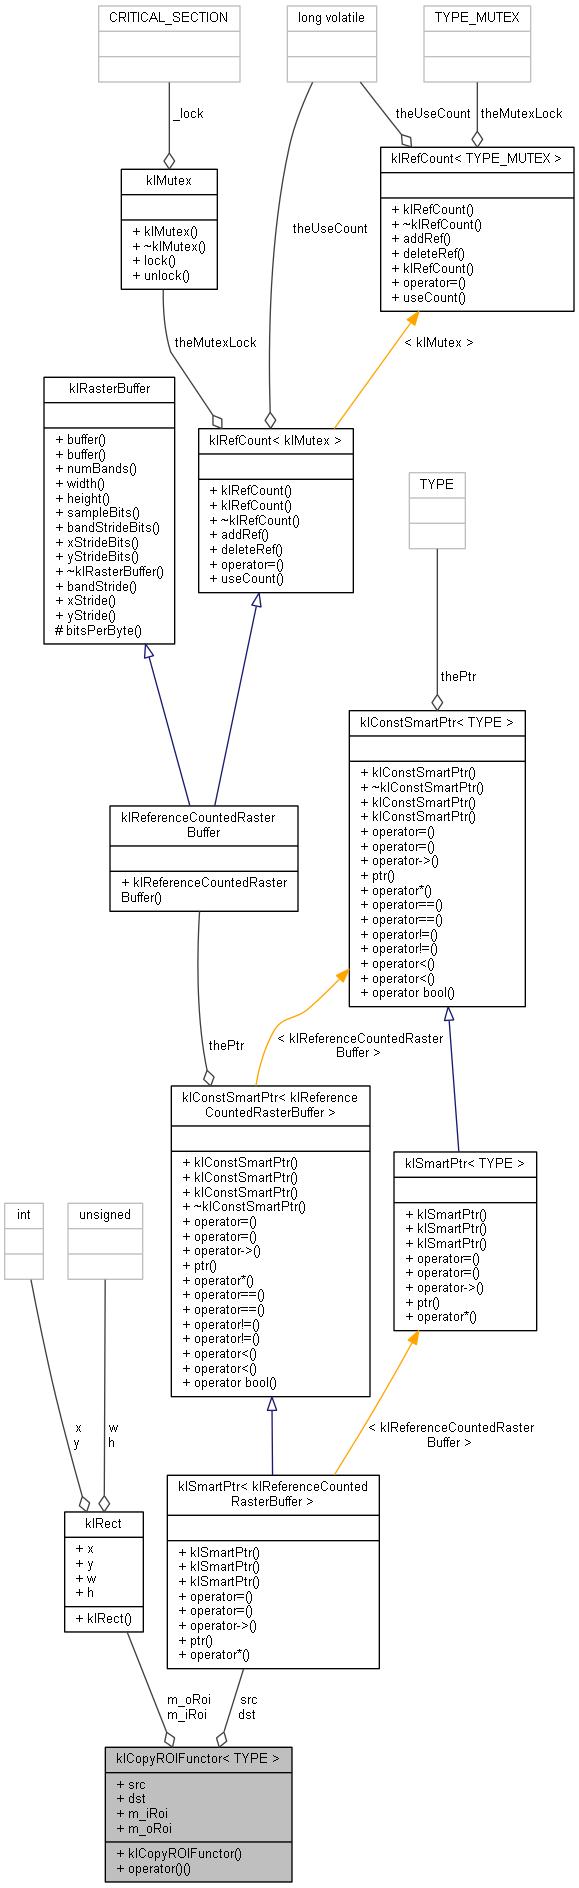 CRITICAL_SECTION
long volatile
TYPE_MUTEX
_lock
theUseCount
theMutexLock
klMutex
+ klMutex()
+ ~klMutex()
+ lock()
+ unlock()
klRefCount< TYPE_MUTEX >
+ klRefCount()
+ ~klRefCount()
+ addRef()
+ deleteRef()
+ klRefCount()
+ operator=()
+ useCount()
theUseCount
theMutexLock
< klMutex >
klRasterBuffer
+ buffer()
+ buffer()
+ numBands()
+ width()
+ height()
+ sampleBits()
+ bandStrideBits()
+ xStrideBits()
+ yStrideBits()
+ ~klRasterBuffer()
+ bandStride()
+ xStride()
+ yStride()
# bitsPerByte()
klRefCount< klMutex >
+ klRefCount()
+ klRefCount()
+ ~klRefCount()
+ addRef()
+ deleteRef()
+ operator=()
+ useCount()
TYPE
thePtr
klConstSmartPtr< TYPE >
+ klConstSmartPtr()
+ ~klConstSmartPtr()
+ klConstSmartPtr()
+ klConstSmartPtr()
+ operator=()
+ operator=()
+ operator->()
+ ptr()
+ operator*()
+ operator==()
+ operator==()
+ operator!=()
+ operator!=()
+ operator<()
+ operator<()
+ operator bool()
klReferenceCountedRaster
Buffer
+ klReferenceCountedRaster
Buffer()
thePtr
< klReferenceCountedRaster
Buffer >
klConstSmartPtr< klReference
CountedRasterBuffer >
+ klConstSmartPtr()
+ klConstSmartPtr()
+ klConstSmartPtr()
+ ~klConstSmartPtr()
+ operator=()
+ operator=()
+ operator->()
+ ptr()
+ operator*()
+ operator==()
+ operator==()
+ operator!=()
+ operator!=()
+ operator<()
+ operator<()
+ operator bool()
klSmartPtr< TYPE >
+ klSmartPtr()
+ klSmartPtr()
+ klSmartPtr()
+ operator=()
+ operator=()
+ operator->()
+ ptr()
+ operator*()
int
unsigned
x
y
w
h
< klReferenceCountedRaster
Buffer >
klRect
+ x
+ y
+ w
+ h
+ klRect()
klSmartPtr< klReferenceCounted
RasterBuffer >
+ klSmartPtr()
+ klSmartPtr()
+ klSmartPtr()
+ operator=()
+ operator=()
+ operator->()
+ ptr()
+ operator*()
m_oRoi
m_iRoi
src
dst
klCopyROIFunctor< TYPE >
+ src
+ dst
+ m_iRoi
+ m_oRoi
+ klCopyROIFunctor()
+ operator()()